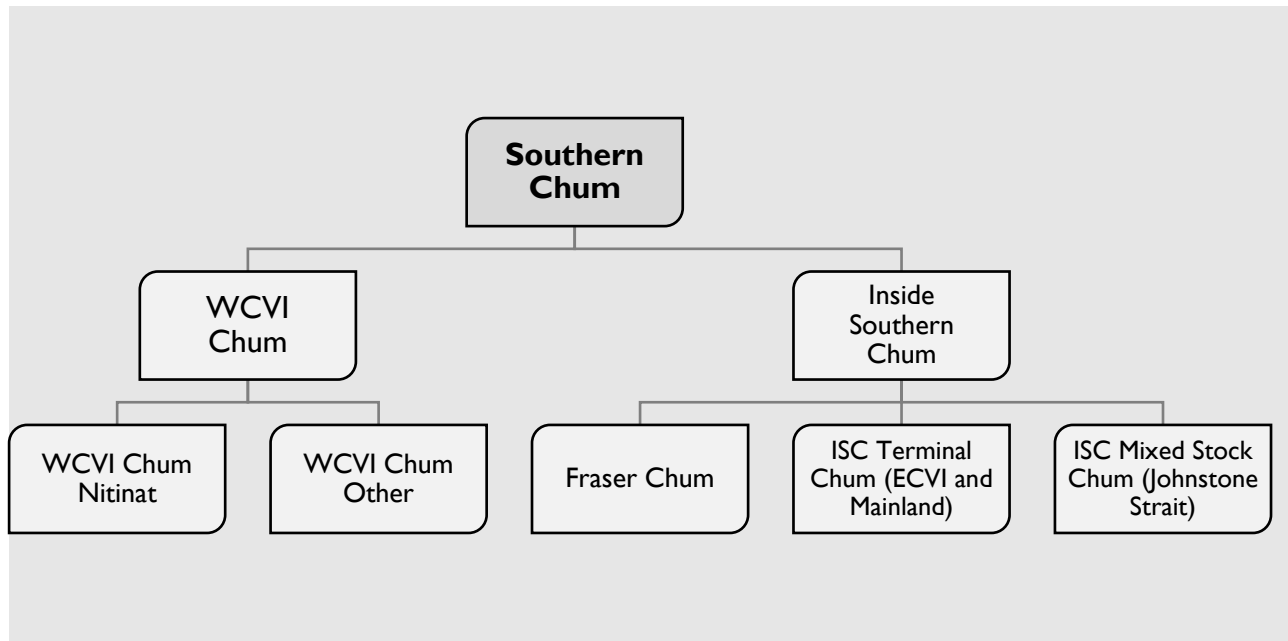 Southern
Chum
WCVI
Chum
Inside
Southern
Chum
WCVI Chum
Nitinat
WCVI Chum
Other
Fraser Chum
ISC Terminal
Chum (ECVI and
Mainland)
ISC Mixed Stock
Chum (Johnstone
Strait)